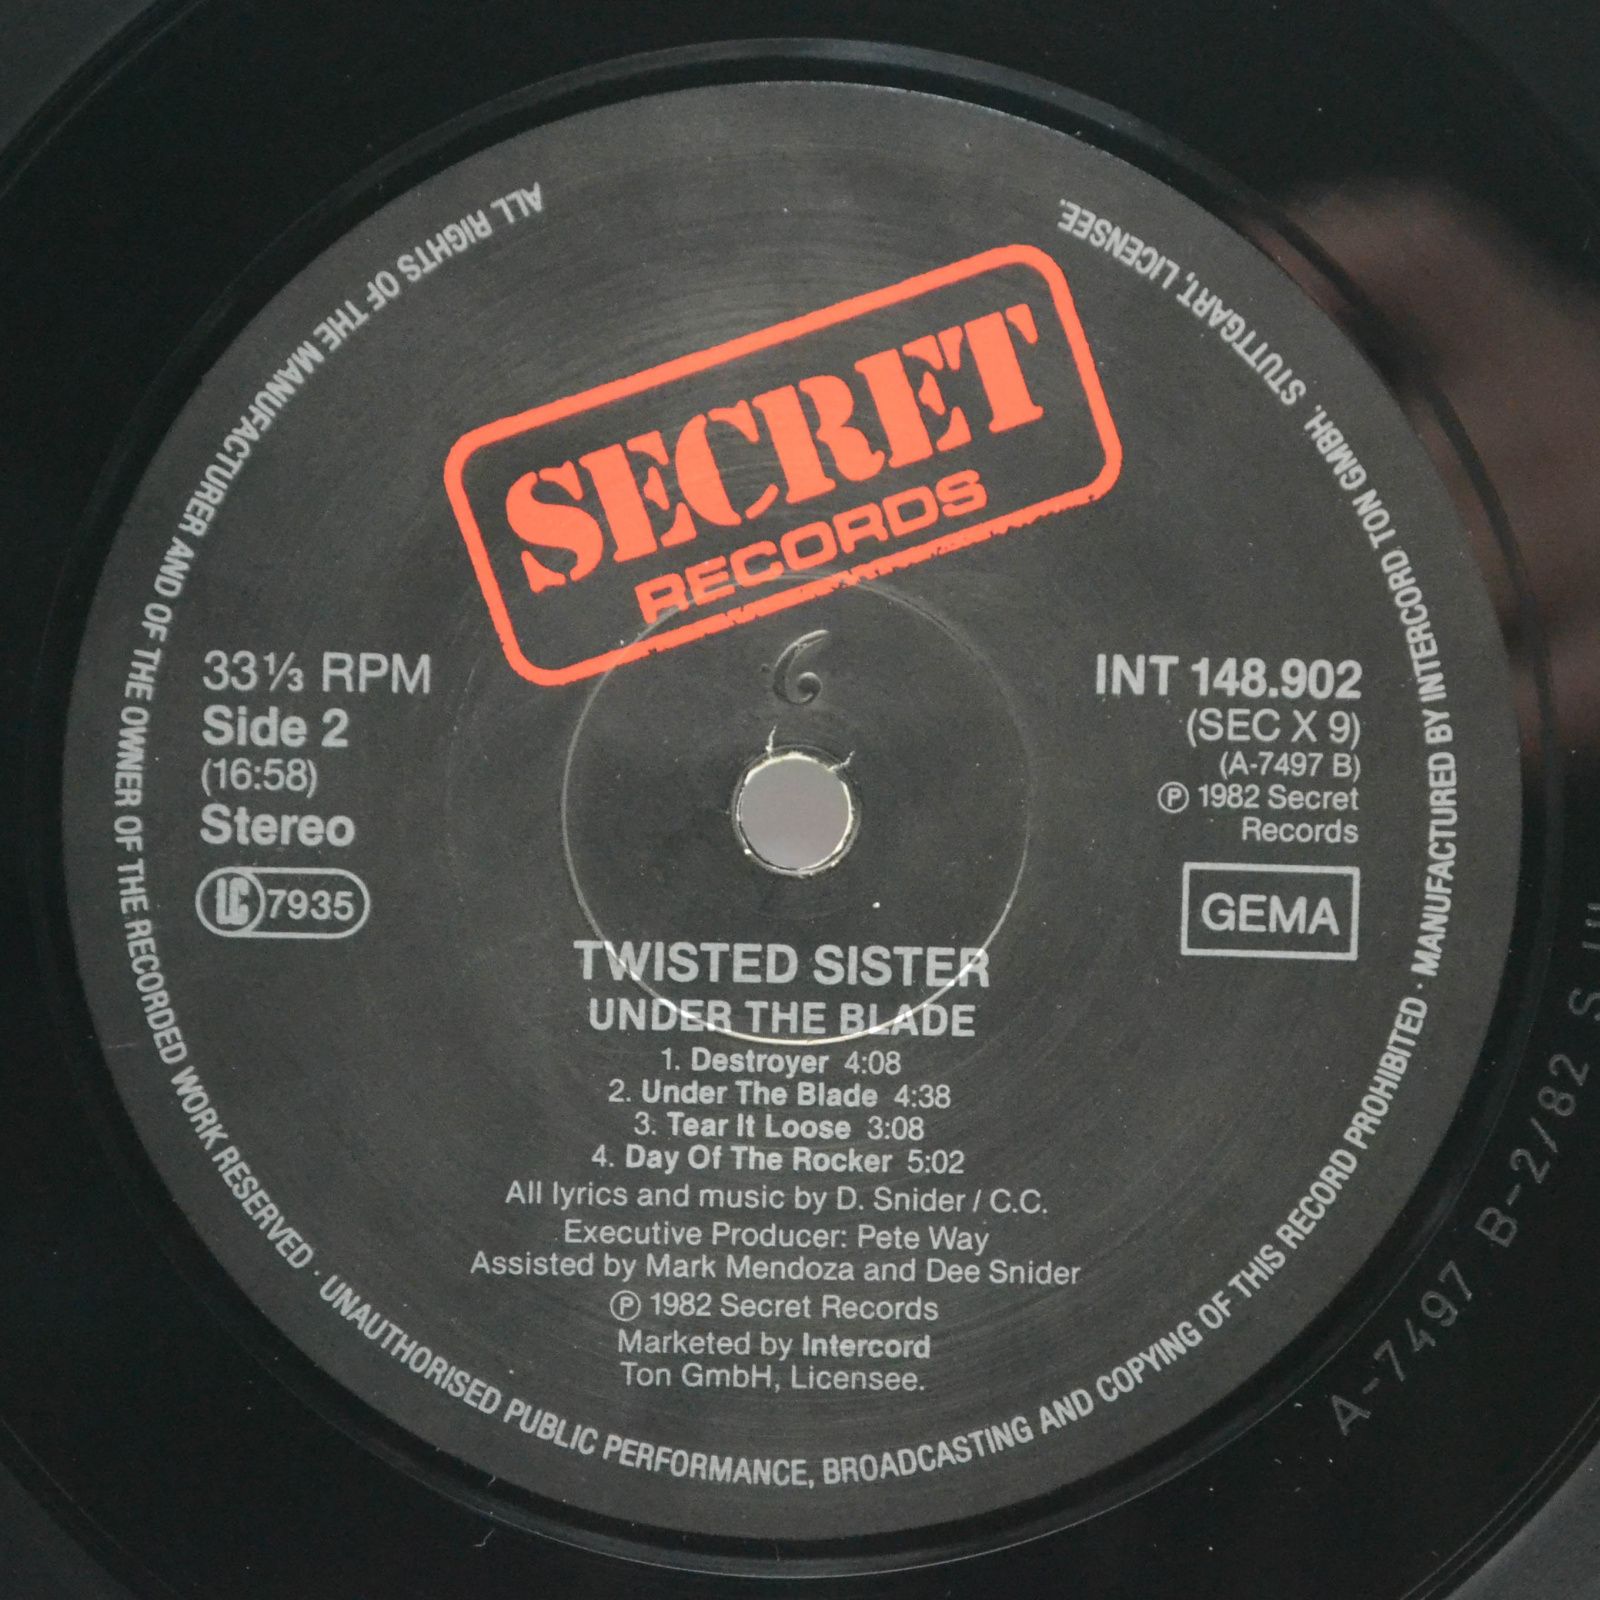 SECRET
RECORDS
6
33⅓ RPM
Side 2
(16:58)
Stereo
LC 7935
INT 148.902
(SEC X 9)
(A-7497 B)
Ⓟ 1982 Secret
Records
GEMA
TWISTED SISTER
UNDER THE BLADE
1. Destroyer 4:08
2. Under The Blade 4:38
3. Tear It Loose 3:08
4. Day Of The Rocker 5:02
All lyrics and music by D. Snider / C.C.
Executive Producer: Pete Way
Assisted by Mark Mendoza and Dee Snider
Ⓟ 1982 Secret Records
Marketed by Intercord
Ton GmbH, Licensee.
ALL RIGHTS OF THE MANUFACTURER AND OF THE OWNER OF THE RECORDED WORK RESERVED · UNAUTHORISED PUBLIC PERFORMANCE, BROADCASTING AND COPYING OF THIS RECORD PROHIBITED · MANUFACTURED BY INTERCORD TON GMBH, STUTTGART, LICENSEE.
A-7497 B-2/82 S